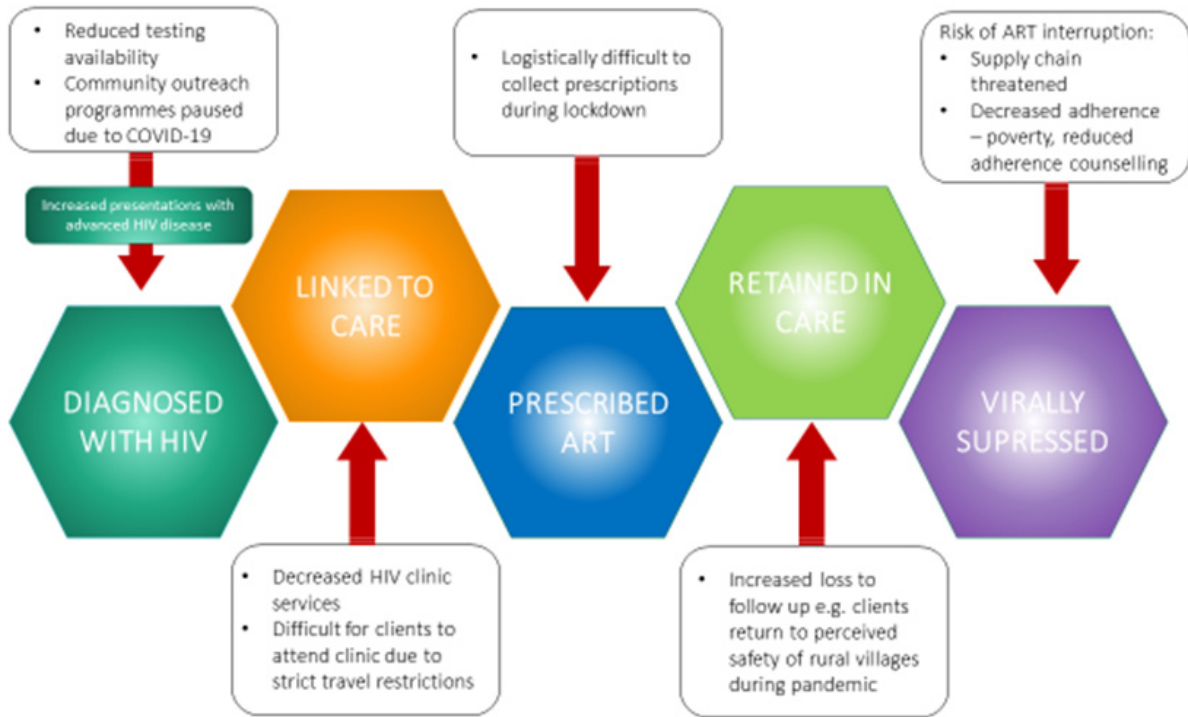 • Reduced testing
availability
• Community outreach
programmes paused
due to COVID-19
Increased presentations with
advanced HIV disease
DIAGNOSED
WITH HIV
LINKED TO
CARE
• Decreased HIV clinic
services
• Difficult for clients to
attend clinic due to
strict travel restrictions
• Logistically difficult to
collect prescriptions
during lockdown
PRESCRIBED
ART
RETAINED IN
CARE
• Increased loss to
follow up e.g. clients
return to perceived
safety of rural villages
during pandemic
Risk of ART interruption:
• Supply chain
threatened
• Decreased adherence
– poverty, reduced
adherence counselling
VIRALLY
SUPRESSED